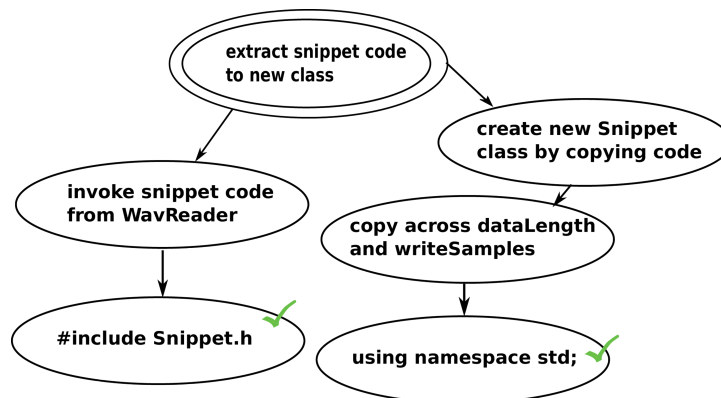 extract snippet code
to new class
create new Snippet
class by copying code
invoke snippet code
from WavReader
copy across dataLength
and writeSamples
#include Snippet.h
using namespace std;